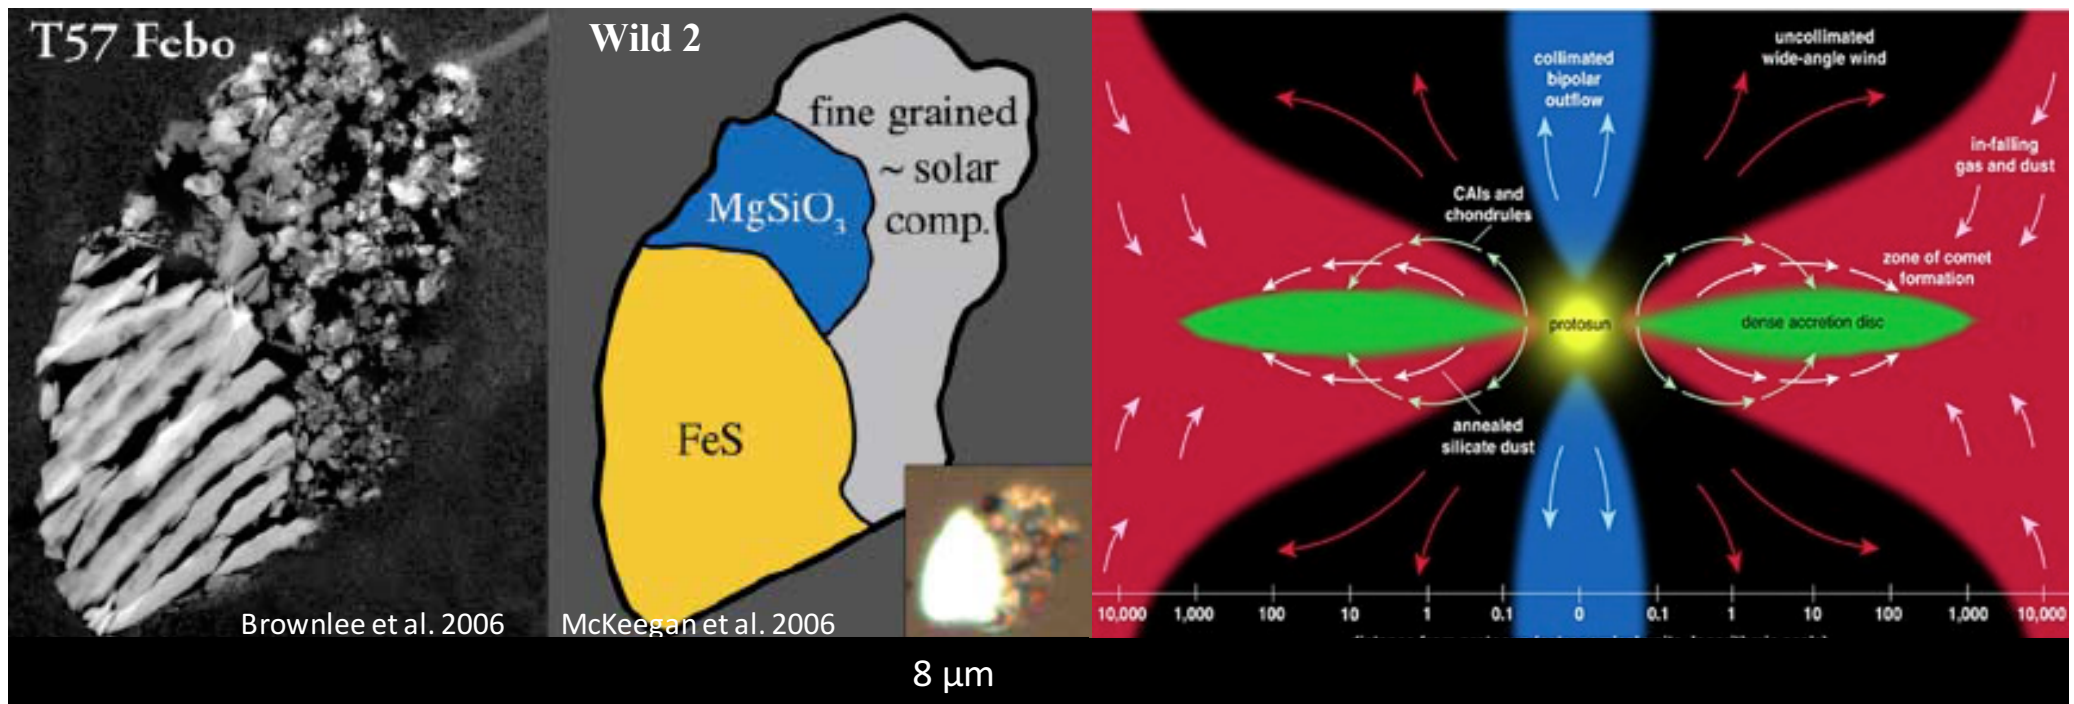 T57 Febo
Brownlee et al. 2006
Wild 2
fine grained
~ solar
comp.
MgSiO3
FeS
McKeegan et al. 2006
8 μm
collimated
bipolar
outflow
uncollimated
wide-angle wind
in-falling
gas and dust
CAIs and
chondrules
zone of comet
formation
protosun
dense accretion disc
annealed
silicate dust
10,000 1,000 100 10 1 0.1 0 0.1 1 10 100 1,000 10,000